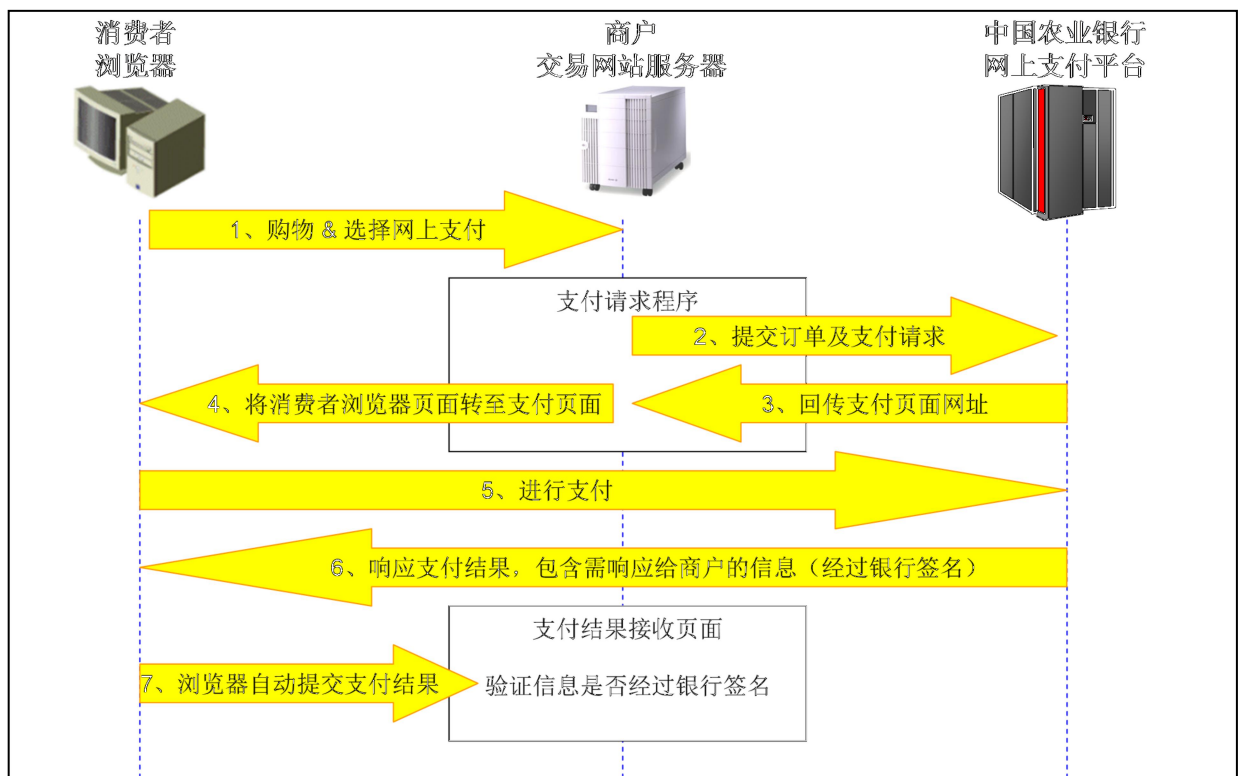 消费者
浏览器
商户
交易网站服务器
中国农业银行
网上支付平台
1、购物 & 选择网上支付
支付请求程序
2、提交订单及支付请求
4、将消费者浏览器页面转至支付页面
3、回传支付页面网址
5、进行支付
6、响应支付结果，包含需响应给商户的信息（经过银行签名）
支付结果接收页面
7、浏览器自动提交支付结果
验证信息是否经过银行签名